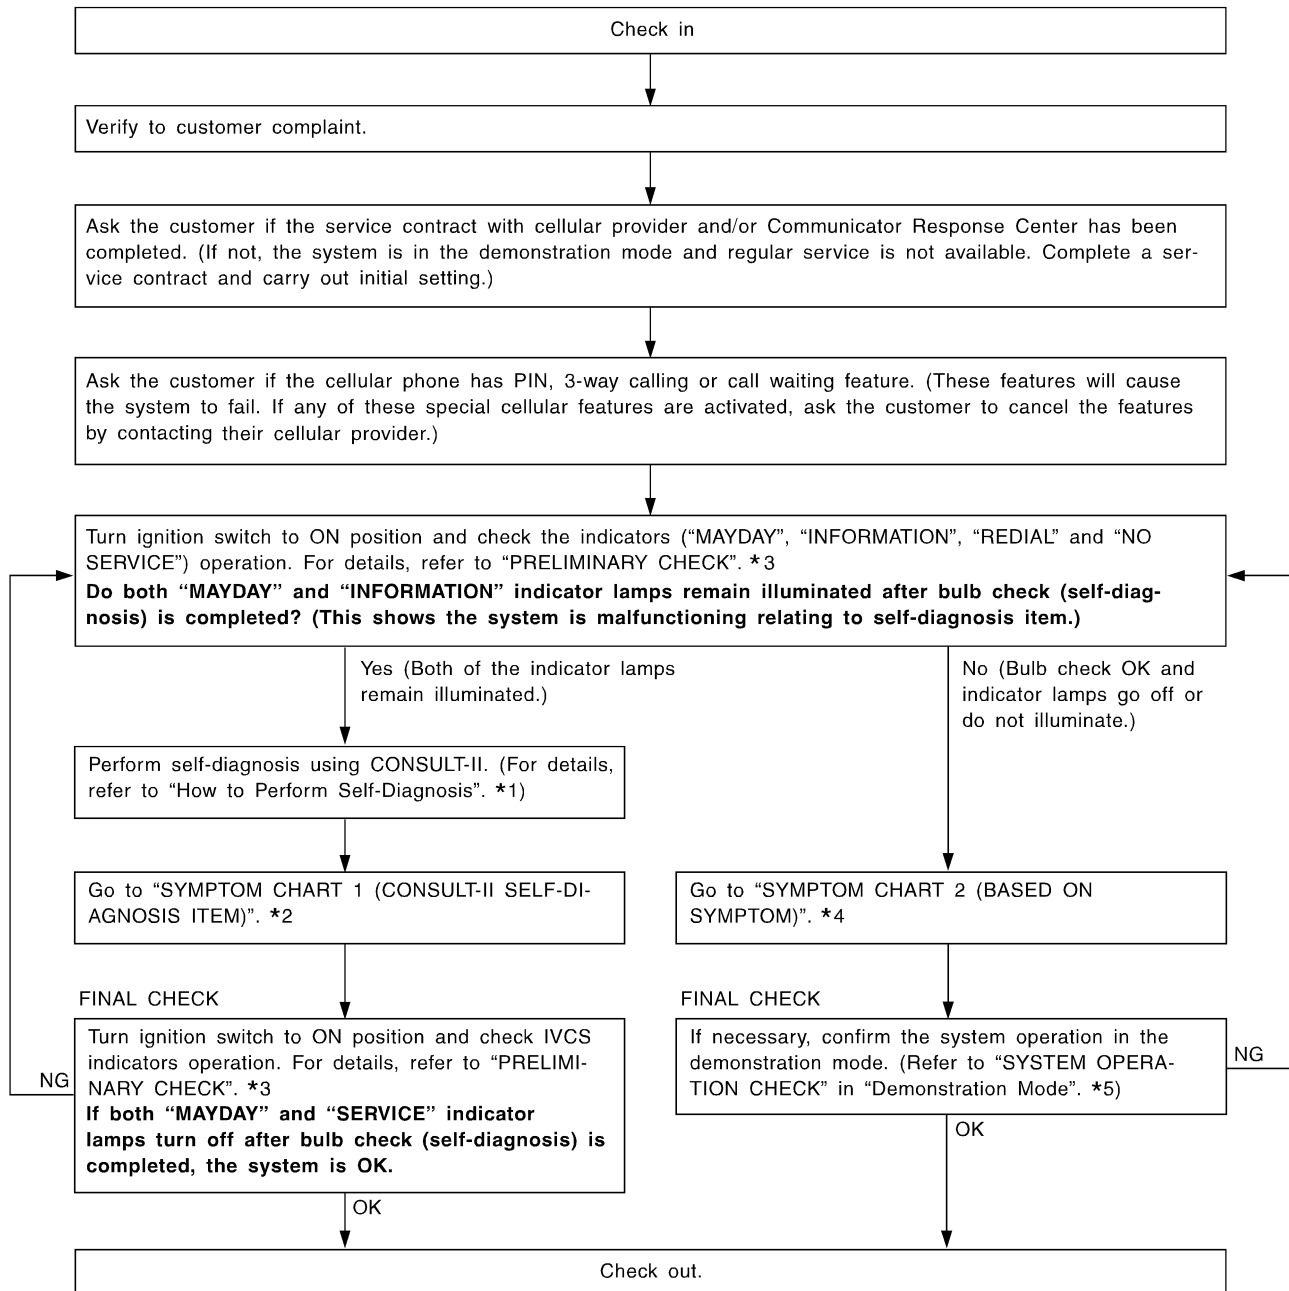 Check in
Verify to customer complaint.
Ask the customer if the service contract with cellular provider and/or Communicator Response Center has been
completed. (If not, the system is in the demonstration mode and regular service is not available. Complete a ser-
vice contract and carry out initial setting.)
Ask the customer if the cellular phone has PIN, 3-way calling or call waiting feature. (These features will cause
the system to fail. If any of these special cellular features are activated, ask the customer to cancel the features
by contacting their cellular provider.)
Turn ignition switch to ON position and check the indicators (“MAYDAY”, “INFORMATION”, “REDIAL” and “NO
SERVICE”) operation. For details, refer to “PRELIMINARY CHECK”. *3
Do both “MAYDAY” and “INFORMATION” indicator lamps remain illuminated after bulb check (self-diag-
nosis) is completed? (This shows the system is malfunctioning relating to self-diagnosis item.)
Yes (Both of the indicator lamps
remain illuminated.)
No (Bulb check OK and
indicator lamps go off or
do not illuminate.)
Perform self-diagnosis using CONSULT-II. (For details,
refer to “How to Perform Self-Diagnosis”. *1)
Go to “SYMPTOM CHART 1 (CONSULT-II SELF-DI-
AGNOSIS ITEM)”. *2
Go to “SYMPTOM CHART 2 (BASED ON
SYMPTOM)”. *4
FINAL CHECK
Turn ignition switch to ON position and check IVCS
indicators operation. For details, refer to “PRELIMI-
NARY CHECK”. *3
If both “MAYDAY” and “SERVICE” indicator
lamps turn off after bulb check (self-diagnosis) is
completed, the system is OK.
NG
OK
FINAL CHECK
If necessary, confirm the system operation in the
demonstration mode. (Refer to “SYSTEM OPERA-
TION CHECK” in “Demonstration Mode”. *5)
NG
OK
Check out.